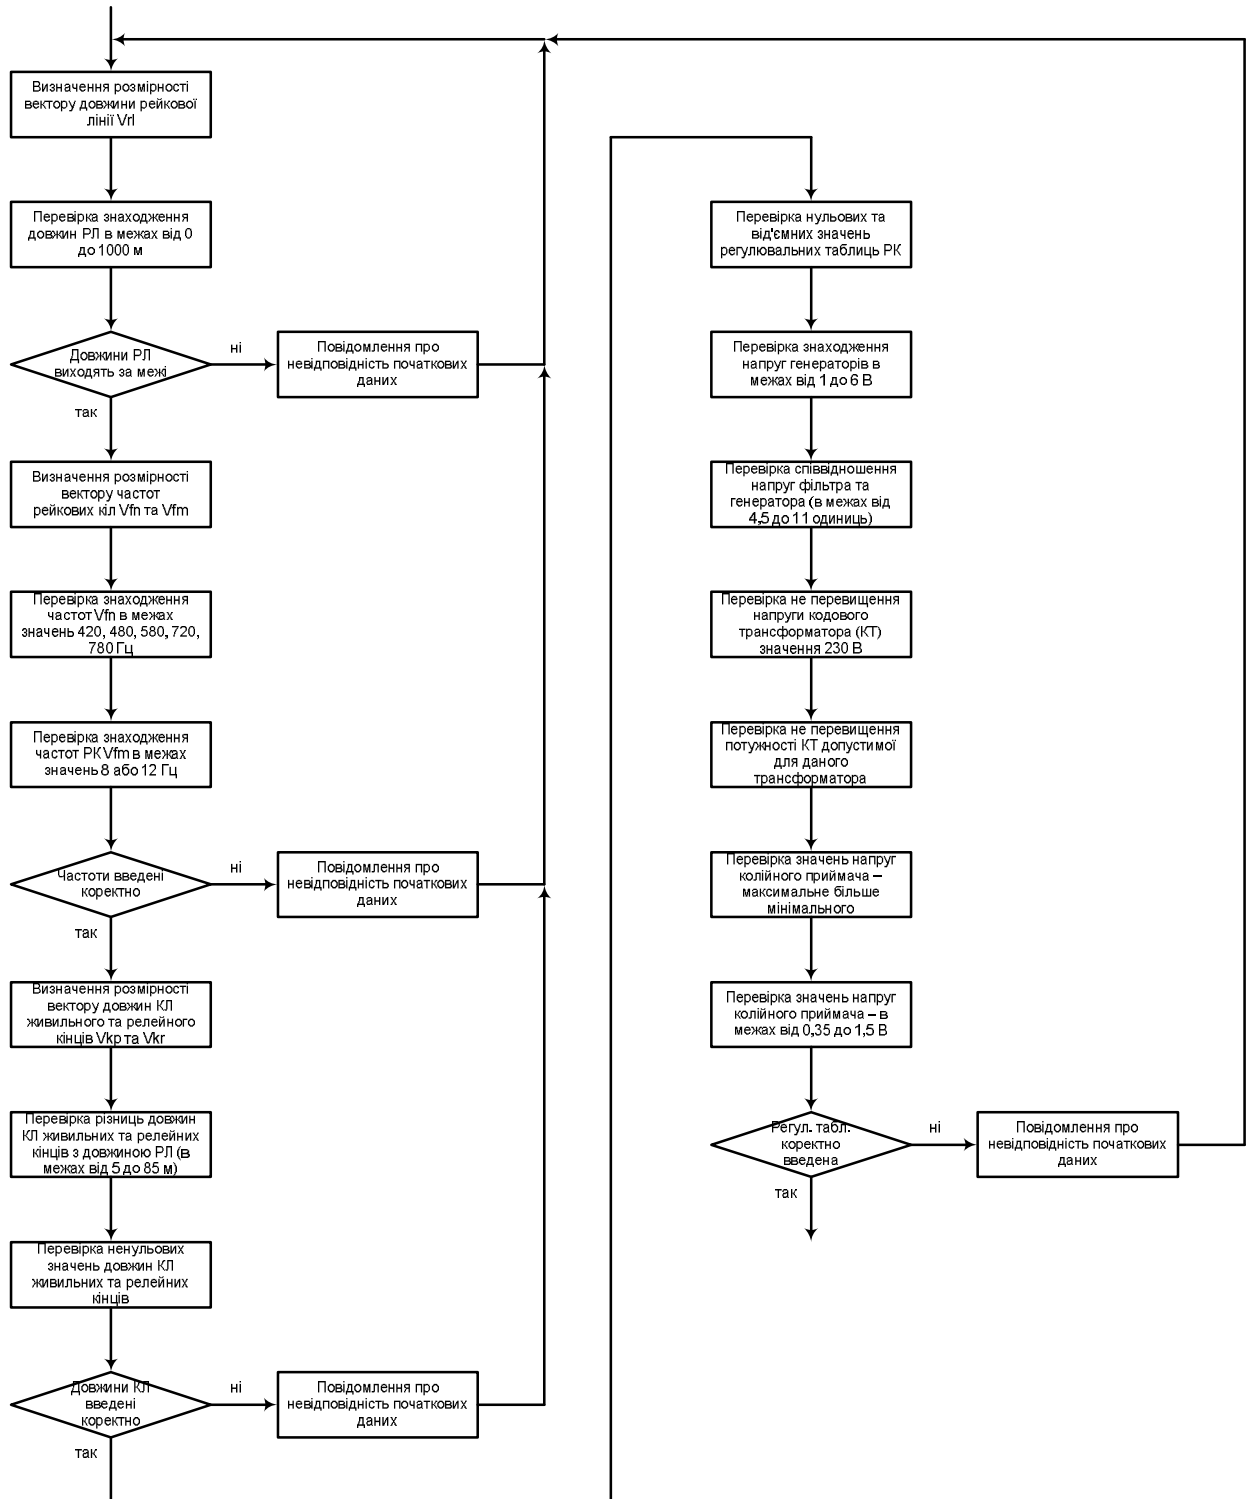 Визначення розмірності
вектору довжини рейкової
лінії Vrl
Перевірка знаходження
довжин РЛ в межах від 0
до 1000 м
Довжини РЛ
виходять за межі
ні
Повідомлення про
невідповідність початкових
даних
так
Визначення розмірності
вектору частот
рейкових кіл Vfn та Vfm
Перевірка знаходження
частот Vfn в межах
значень 420, 480, 580, 720,
780 Гц
Перевірка знаходження
частот РК Vfm в межах
значень 8 або 12 Гц
Частоти введені
коректно
ні
Повідомлення про
невідповідність початкових
даних
так
Визначення розмірності
вектору довжин КЛ
живильного та релейного
кінців Vkp та Vkr
Перевірка різниць довжин
КЛ живильних та релейних
кінців з довжиною РЛ (в
межах від 5 до 85 м)
Перевірка ненульових
значень довжин КЛ
живильних та релейних
кінців
Довжини КЛ
введені
коректно
ні
Повідомлення про
невідповідність початкових
даних
так
Перевірка нульових та
від'ємних значень
регулювальних таблиць РК
Перевірка знаходження
напруг генераторів в
межах від 1 до 6 В
Перевірка співвідношення
напруг фільтра та
генератора (в межах від
4,5 до 11 одиниць)
Перевірка не перевищення
напруги кодового
трансформатора (КТ)
значення 230 В
Перевірка не перевищення
потужності КТ допустимої
для даного
трансформатора
Перевірка значень напруг
колійного приймача –
максимальне більше
мінімального
Перевірка значень напруг
колійного приймача – в
межах від 0,35 до 1,5 В
Регул. табл.
коректно
введена
ні
Повідомлення про
невідповідність початкових
даних
так